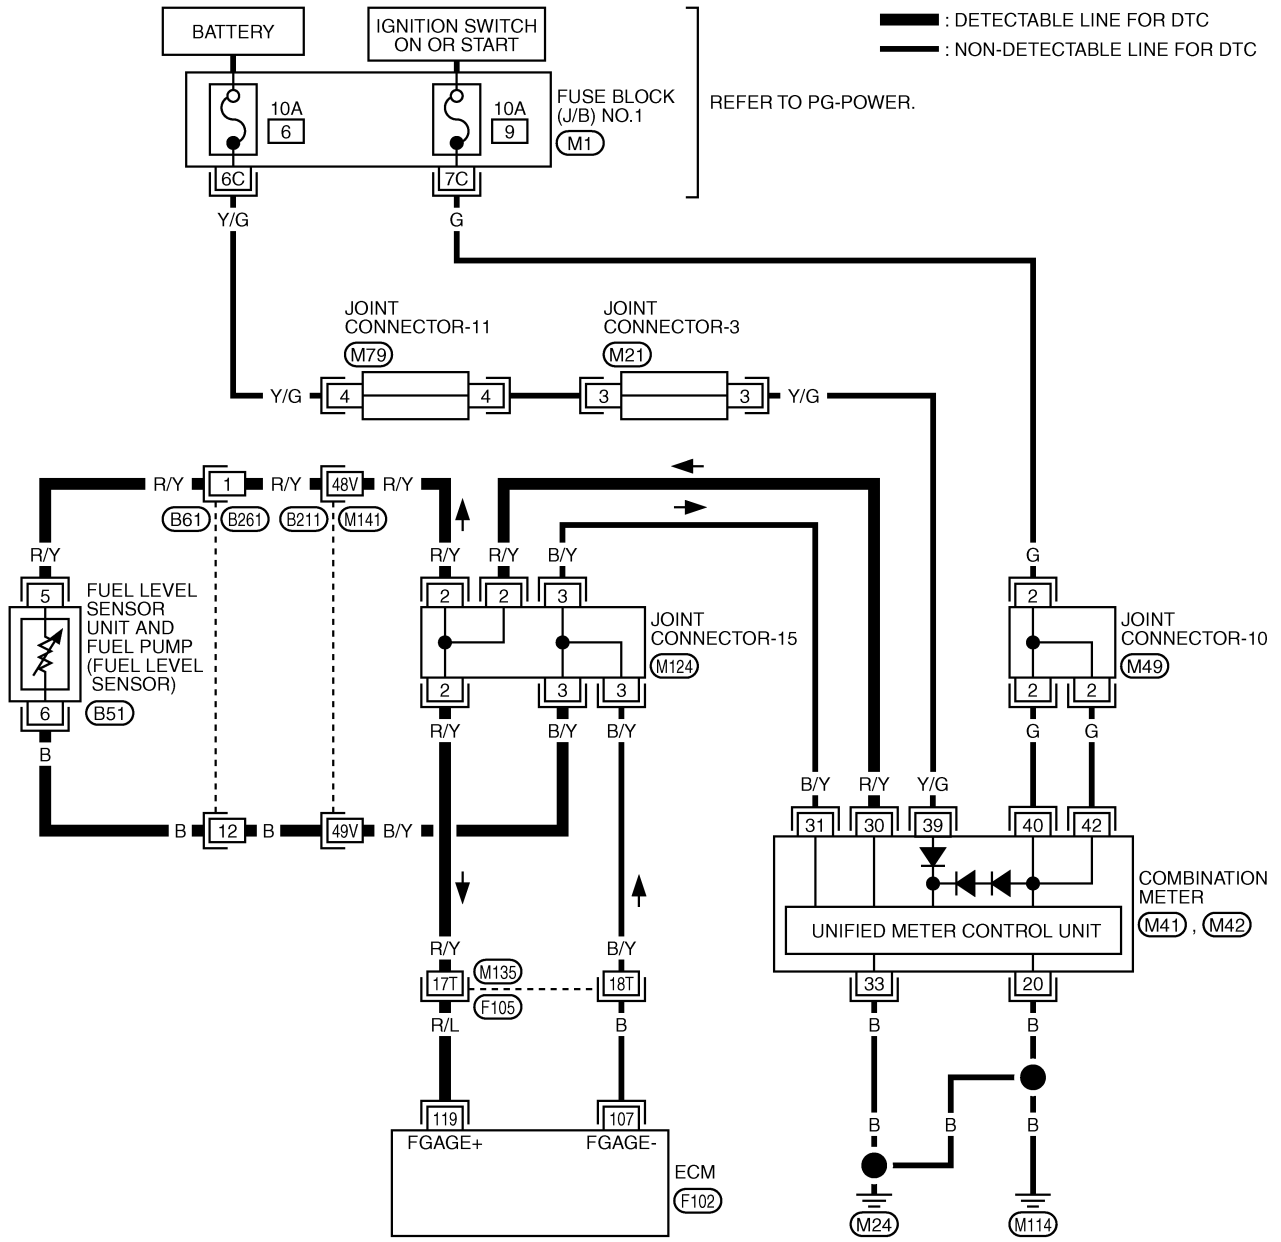 BATTERY
IGNITION SWITCH
ON OR START
: DETECTABLE LINE FOR DTC
: NON-DETECTABLE LINE FOR DTC
10A
6
10A
9
FUSE BLOCK
(J/B) NO.1
M1
REFER TO PG-POWER.
6C
7C
Y/G
G
JOINT
CONNECTOR-11
M79
JOINT
CONNECTOR-3
M21
Y/G
4
4
3
3
Y/G
R/Y
1
R/Y
48V
R/Y
B61
B261
B211
M141
R/Y
R/Y
R/Y
B/Y
G
5
2
2
3
2
FUEL LEVEL
SENSOR
UNIT AND
FUEL PUMP
(FUEL LEVEL
SENSOR)
B51
JOINT
CONNECTOR-15
M124
JOINT
CONNECTOR-10
M49
6
2
3
3
2
2
B
R/Y
B/Y
B/Y
G
G
B/Y
R/Y
Y/G
B
12
B
49V
B/Y
31
30
39
40
42
COMBINATION
METER
M41 , M42
UNIFIED METER CONTROL UNIT
R/Y
B/Y
17T
M135
F105
18T
33
20
R/L
B
B
B
119
107
FGAGE+
FGAGE-
B
B
B
ECM
F102
M24
M114